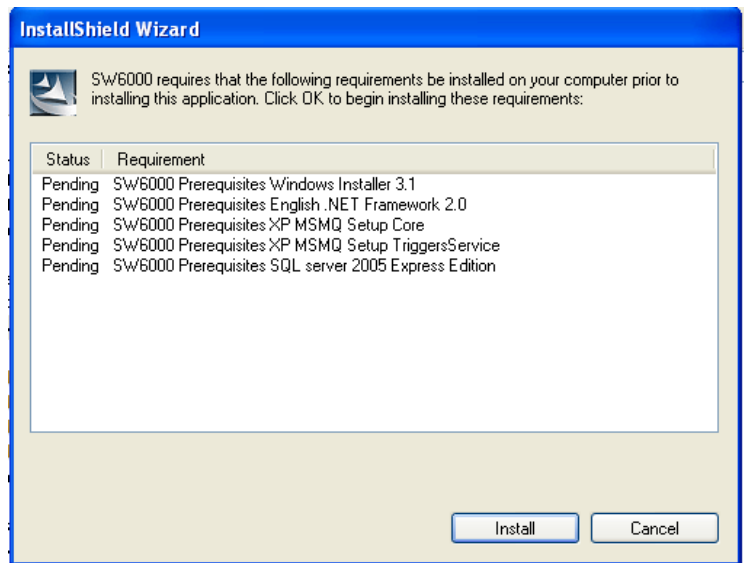 InstallShield Wizard
SW6000 requires that the following requirements be installed on your computer prior to
installing this application. Click OK to begin installing these requirements:
Status Requirement
Pending SW6000 Prerequisites Windows Installer 3.1
Pending SW6000 Prerequisites English .NET Framework 2.0
Pending SW6000 Prerequisites XP MSMQ Setup Core
Pending SW6000 Prerequisites XP MSMQ Setup TriggersService
Pending SW6000 Prerequisites SQL server 2005 Express Edition
Install Cancel